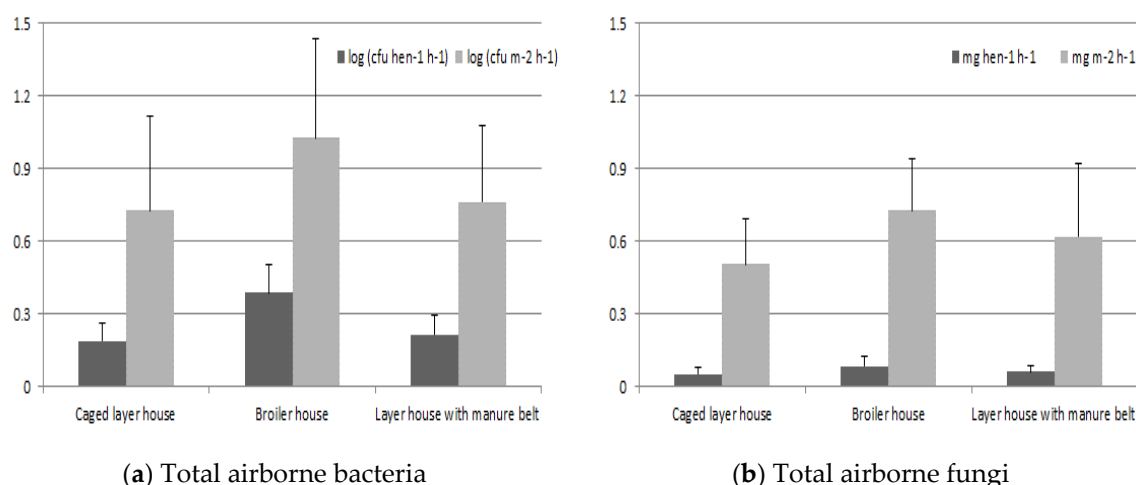 1.5
1.2
0.9
0.6
0.3
0
log (cfu hen-1 h-1) log (cfu m-2 h-1)
Caged layer house Broiler house Layer house with manure belt
(a) Total airborne bacteria
1.5
1.2
0.9
0.6
0.3
0
mg hen-1 h-1 mg m-2 h-1
Caged layer house Broiler house Layer house with manure belt
(b) Total airborne fungi